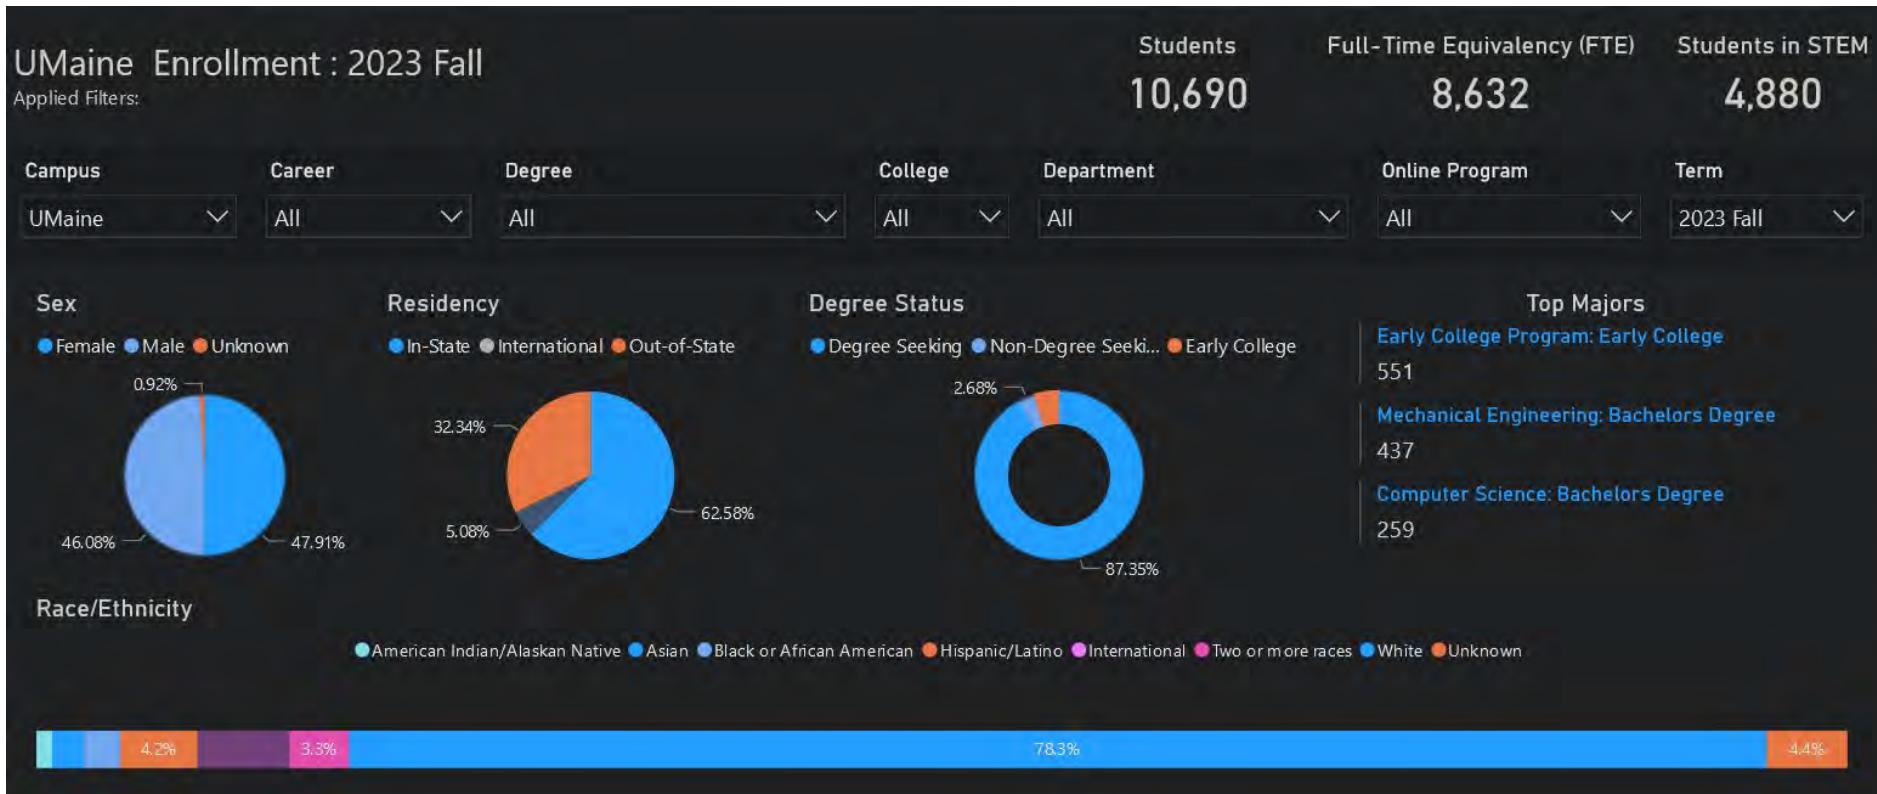 UMaine Enrollment : 2023 Fall
Applied Filters:
Students
10,690
Full-Time Equivalency (FTE)
8,632
Students in STEM
4,880
Campus
UMaine
Career
All
Degree
All
College
All
Department
All
Online Program
All
Term
2023 Fall
Sex
Female Male Unknown
0.92%
46.08%
47.91%
Residency
In-State International Out-of-State
32.34%
5.08%
62.58%
Degree Status
Degree Seeking Non-Degree Seeki... Early College
2.68%
87.35%
Top Majors
Early College Program: Early College
551
Mechanical Engineering: Bachelors Degree
437
Computer Science: Bachelors Degree
259
Race/Ethnicity
American Indian/Alaskan Native Asian Black or African American Hispanic/Latino International Two or more races White Unknown
4.2% 3.3% 78.3% 4.4%